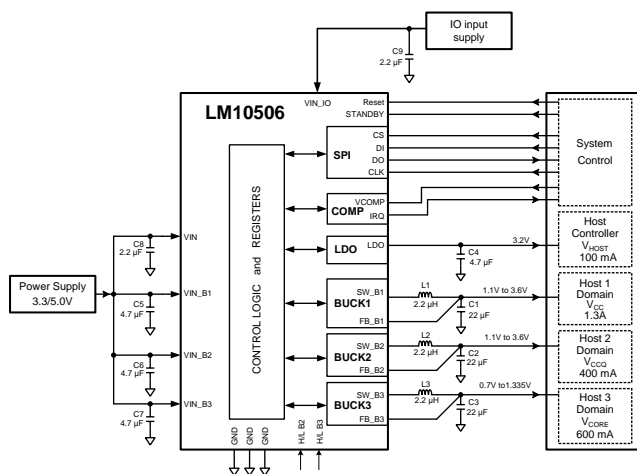 IO input
supply
C9
2.2 µF
VIN_IO
LM10506
Reset
STANDBY
CS
DI
DO
CLK
SPI
VCOMP
IRQ
COMP
LDO
LDO
3.2V
C4
4.7 µF
SW_B1
FB_B1
BUCK1
L1
2.2 µH
1.1V to 3.6V
C1
22 µF
SW_B2
FB_B2
BUCK2
L2
2.2 µH
1.1V to 3.6V
C2
22 µF
SW_B3
FB_B3
BUCK3
L3
2.2 µH
0.7V to1.335V
C3
22 µF
CONTROL LOGIC and REGISTERS
Power Supply
3.3/5.0V
C8
2.2 µF
VIN
C5
4.7 µF
VIN_B1
C6
4.7 µF
VIN_B2
C7
4.7 µF
VIN_B3
GND
GND
GND
H/L B2
H/L B3
System
Control
Host
Controller
VHOST
100 mA
Host 1
Domain
VCC
1.3A
Host 2
Domain
VCCQ
400 mA
Host 3
Domain
VCORE
600 mA